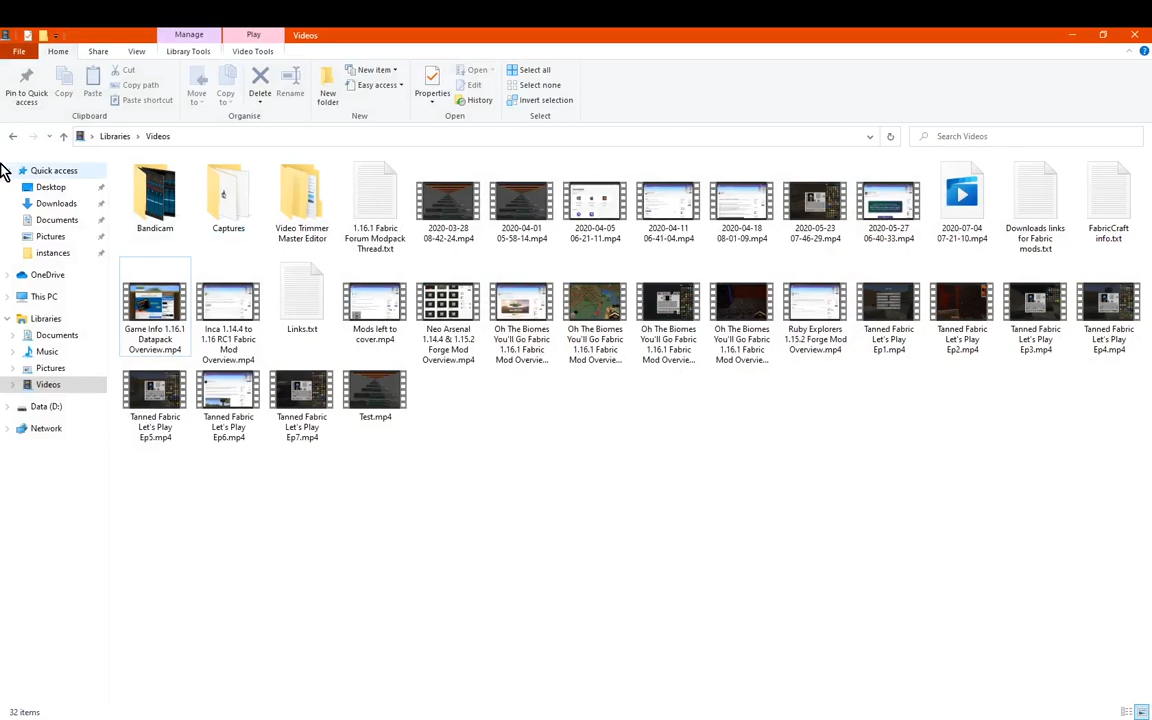 Manage
Play
Videos
File
Home
Share
View
Library Tools
Video Tools
Pin to Quick
access
Copy
Paste
Cut
Copy path
Paste shortcut
Clipboard
Move
to
Copy
to
Delete
Rename
Organise
New
folder
New item
Easy access
New
Properties
Open
Edit
History
Open
Select all
Select none
Invert selection
Select
Libraries > Videos
Search Videos
Quick access
Desktop
Downloads
Documents
Pictures
instances
OneDrive
This PC
Libraries
Documents
Music
Pictures
Videos
Data (D:)
Network
Bandicam
Captures
Video Trimmer
Master Editor
1.16.1 Fabric
Forum Modpack
Thread.txt
2020-03-28
08-42-24.mp4
2020-04-01
05-58-14.mp4
2020-04-05
06-21-11.mp4
2020-04-11
06-41-04.mp4
2020-04-18
08-01-09.mp4
2020-05-23
07-46-29.mp4
2020-05-27
06-40-33.mp4
2020-07-04
07-21-10.mp4
Downloads links
for Fabric
mods.txt
FabricCraft
info.txt
Game Info 1.16.1
Datapack
Overview.mp4
Inca 1.14.4 to
1.16 RC1 Fabric
Mod
Overview.mp4
Links.txt
Mods left to
cover.mp4
Neo Arsenal
1.14.4 & 1.15.2
Forge Mod
Overview.mp4
Oh The Biomes
You'll Go Fabric
1.16.1 Fabric
Mod Overvie...
Oh The Biomes
You'll Go Fabric
1.16.1 Fabric
Mod Overvie...
Oh The Biomes
You'll Go Fabric
1.16.1 Fabric
Mod Overvie...
Oh The Biomes
You'll Go Fabric
1.16.1 Fabric
Mod Overvie...
Ruby Explorers
1.15.2 Forge Mod
Overview.mp4
Tanned Fabric
Let's Play
Ep1.mp4
Tanned Fabric
Let's Play
Ep2.mp4
Tanned Fabric
Let's Play
Ep3.mp4
Tanned Fabric
Let's Play
Ep4.mp4
Tanned Fabric
Let's Play
Ep5.mp4
Tanned Fabric
Let's Play
Ep6.mp4
Tanned Fabric
Let's Play
Ep7.mp4
Test.mp4
32 items